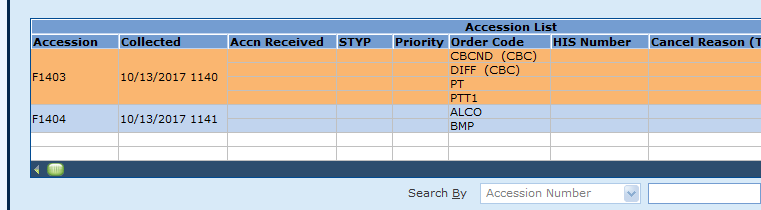 Accession List
Accession Collected Accn Received STYP Priority Order Code HIS Number Cancel Reason (T
CBCND (CBC)
DIFF (CBC)
F1403 10/13/2017 1140
PT
PTT1
ALCO
F1404 10/13/2017 1141
BMP
Search By Accession Number